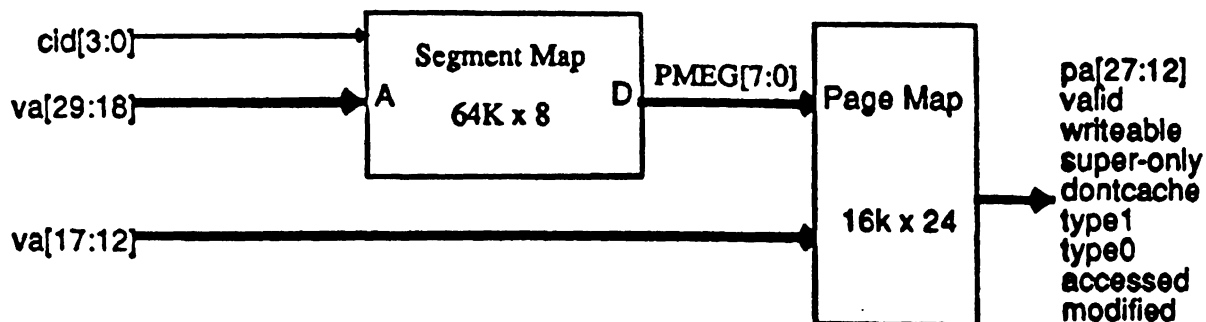 cid[3:0]
va[29:18]
va[17:12]
Segment Map
A
D
64K x 8
PMEG[7:0]
Page Map
16k x 24
pa[27:12]
valid
writeable
super-only
dontcache
type1
type0
accessed
modified